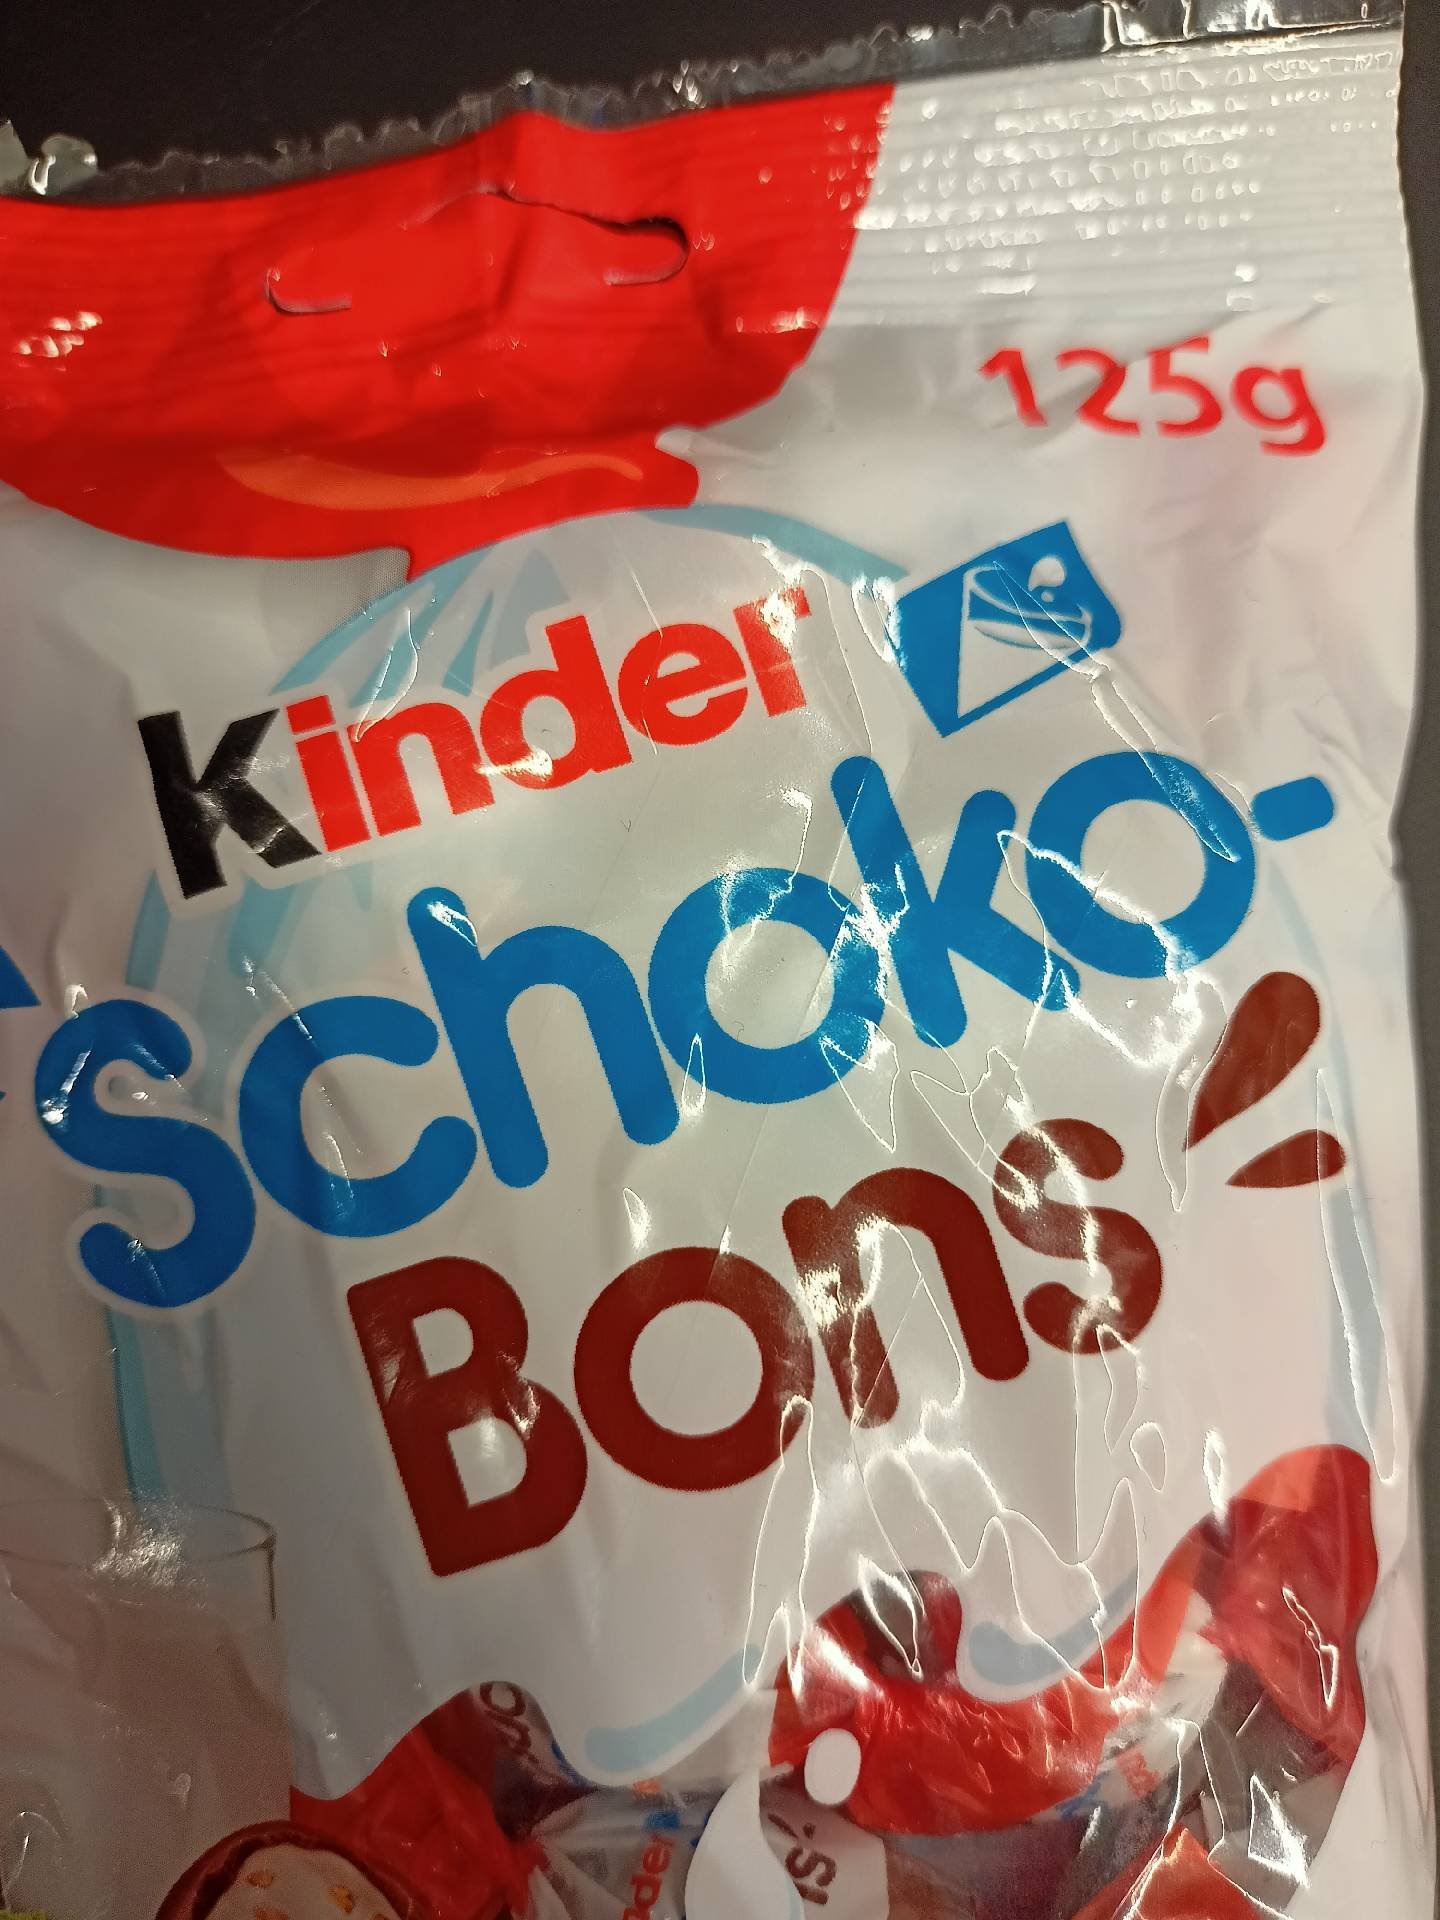 125g
Kinder
Schoko-
Bons